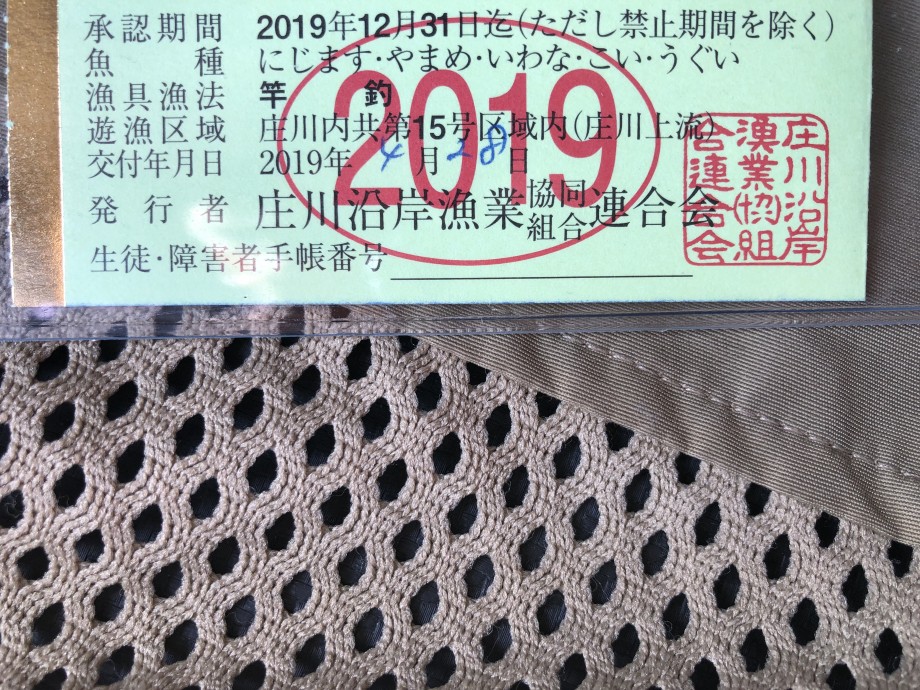 承認期間 2019年12月31日迄(ただし禁止期間を除く)
魚種 にじます・やまめ・いわな・こい・うぐい
漁具漁法 竿釣
遊漁区域 庄川内共第15号区域内(庄川上流)
交付年月日 2019年4月28日
発行者 庄川沿岸漁業協同組合連合会
生徒・障害者手帳番号
2019
庄川沿岸
漁業協組
合連合会